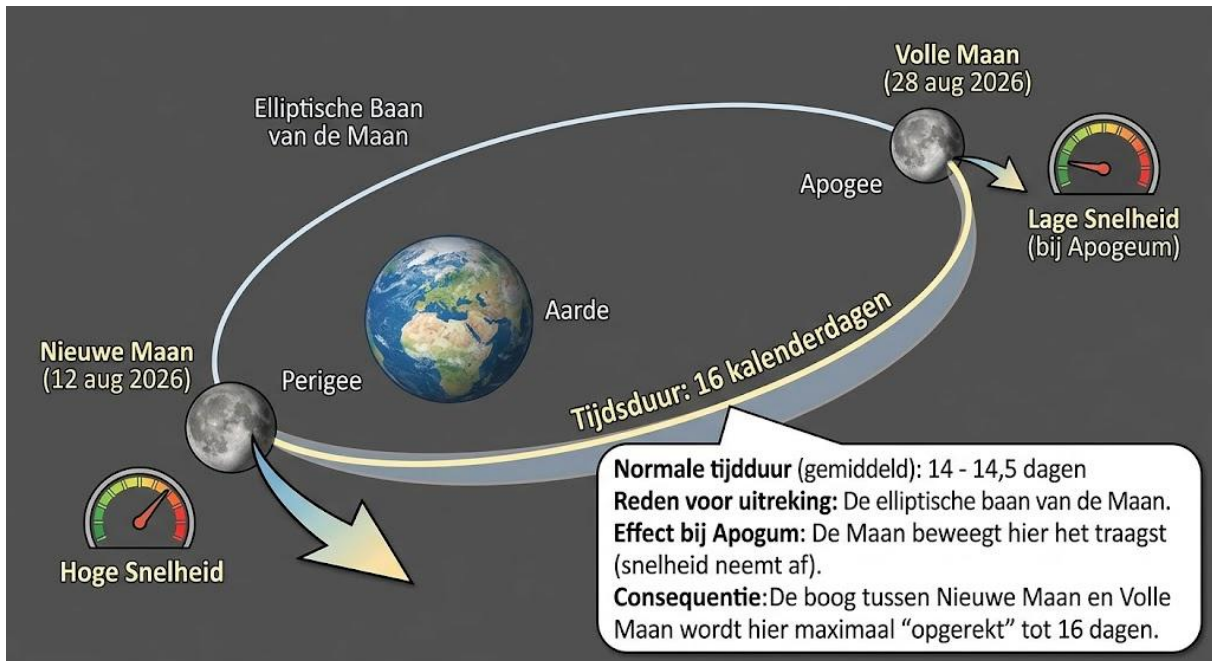 Volle Maan
(28 aug 2026)
Elliptische Baan
van de Maan
Apogee
Lage Snelheid
(bij Apogeum)
Aarde
Nieuwe Maan
(12 aug 2026)
Perigee
Tijdsduur: 16 kalenderdagen
Hoge Snelheid
Normale tijdduur (gemiddeld): 14 - 14,5 dagen
Reden voor uitreking: De elliptische baan van de Maan.
Effect bij Apogum: De Maan beweegt hier het traagst
(snelheid neemt af).
Consequentie:De boog tussen Nieuwe Maan en Volle
Maan wordt hier maximaal “opgerekt” tot 16 dagen.